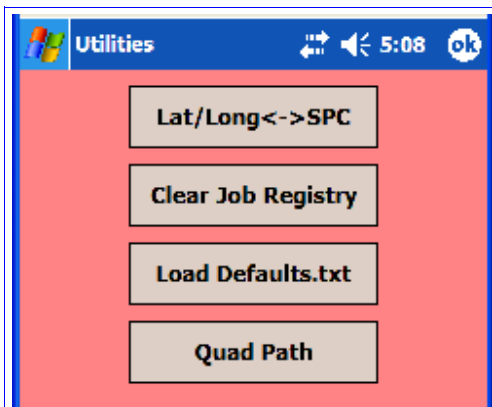 Utilities 5:08 ok
Lat/Long<->SPC
Clear Job Registry
Load Defaults.txt
Quad Path